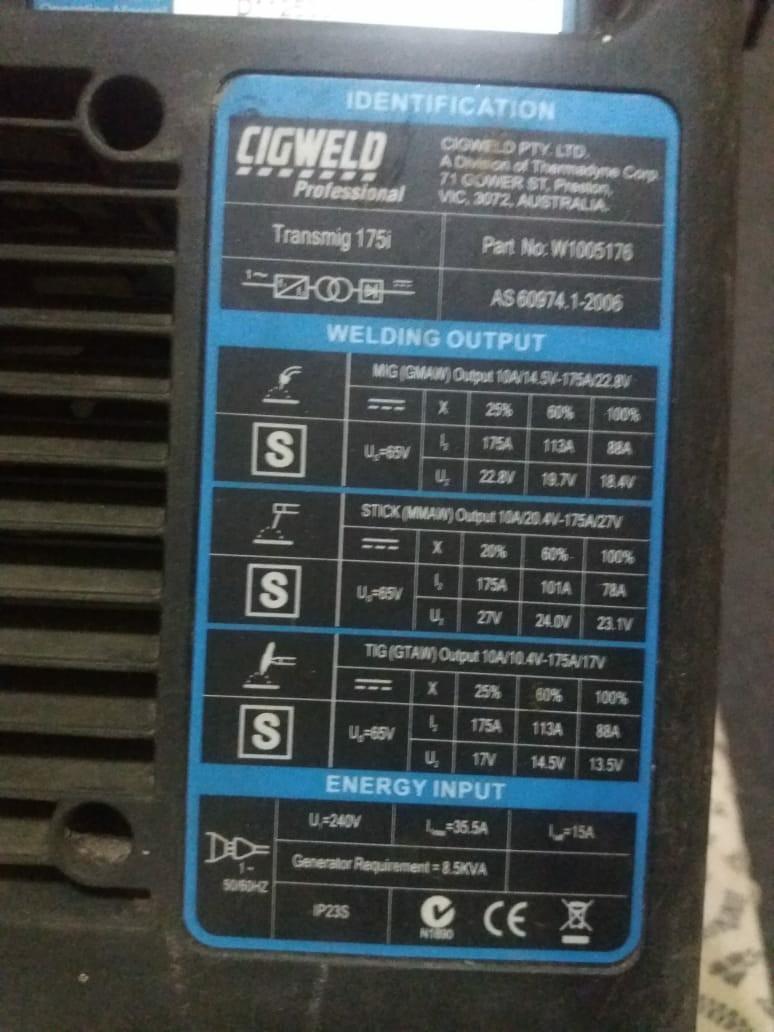 IDENTIFICATION
CIGWELD
Professional
CIGWELD PTY. LTD.
A Division of Thermadyne Corp.
71 GOWER ST, Preston,
VIC, 3072, AUSTRALIA.
Transmig 175i
Part No: W1005176
1~
AS 60974.1-2006
WELDING OUTPUT
MIG (GMAW) Output 10A/14.5V-175A/22.8V
X 25% 60% 100%
S
U₀=65V
I₂ 175A 113A 88A
U₂ 22.8V 19.7V 18.4V
STICK (MMAW) Output 10A/20.4V-175A/27V
X 20% 60% 100%
S
U₀=65V
I₂ 175A 101A 78A
U₂ 27V 24.0V 23.1V
TIG (GTAW) Output 10A/10.4V-175A/17V
X 25% 60% 100%
S
U₀=65V
I₂ 175A 113A 88A
U₂ 17V 14.5V 13.5V
ENERGY INPUT
1~
50/60HZ
U₁=240V
I₁ₘₐₓ=35.5A
I₁ₑff=15A
Generator Requirement = 8.5KVA
IP23S
N1890
CE